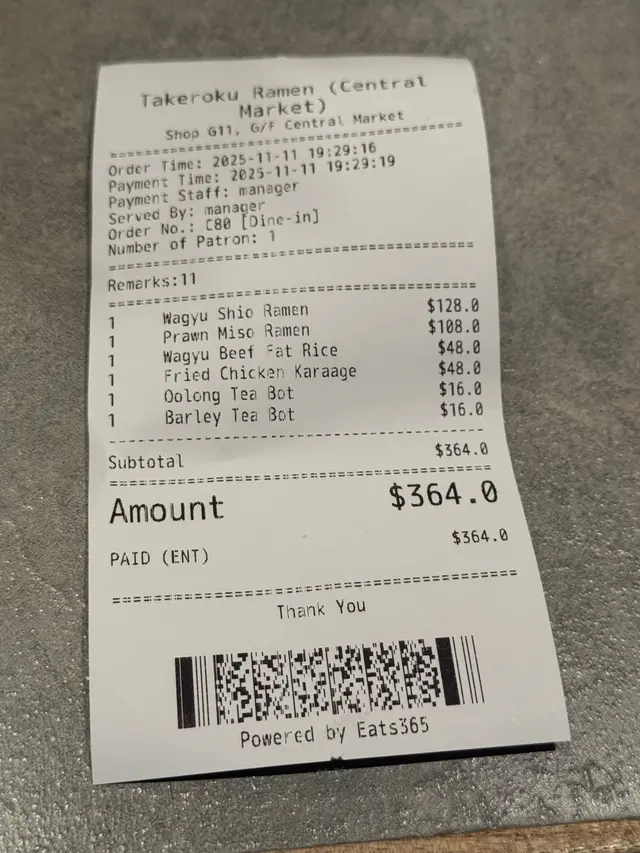 Takeroku Ramen (Central
Market)
Shop G11, G/F Central Market
Order Time: 2025-11-11 19:29:16
Payment Time: 2025-11-11 19:29:19
Payment Staff: manager
Served By: manager
Order No.: C80 [Dine-in]
Number of Patron: 1
Remarks:11
1 Wagyu Shio Ramen $128.0
1 Prawn Miso Ramen $108.0
1 Wagyu Beef Fat Rice $48.0
1 Fried Chicken Karaage $48.0
1 Oolong Tea Bot $16.0
1 Barley Tea Bot $16.0
Subtotal $364.0
Amount $364.0
PAID (ENT) $364.0
Thank You
Powered by Eats365